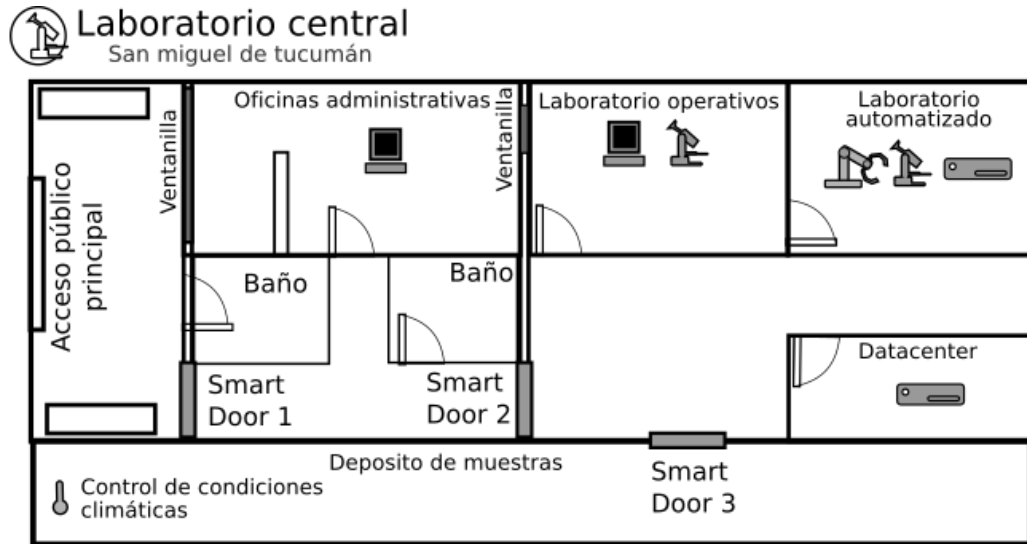 Laboratorio central
San miguel de tucumán
Acceso público
principal
Ventanilla
Oficinas administrativas
Ventanilla
Laboratorio operativos
Laboratorio
automatizado
Baño
Baño
Smart
Door 1
Smart
Door 2
Datacenter
Deposito de muestras
Control de condiciones
climáticas
Smart
Door 3